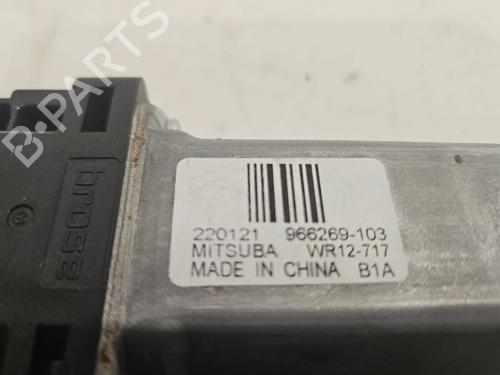 brose
220121 966269-103
MITSUBA WR12-717
MADE IN CHINA B1A
B-PARTS